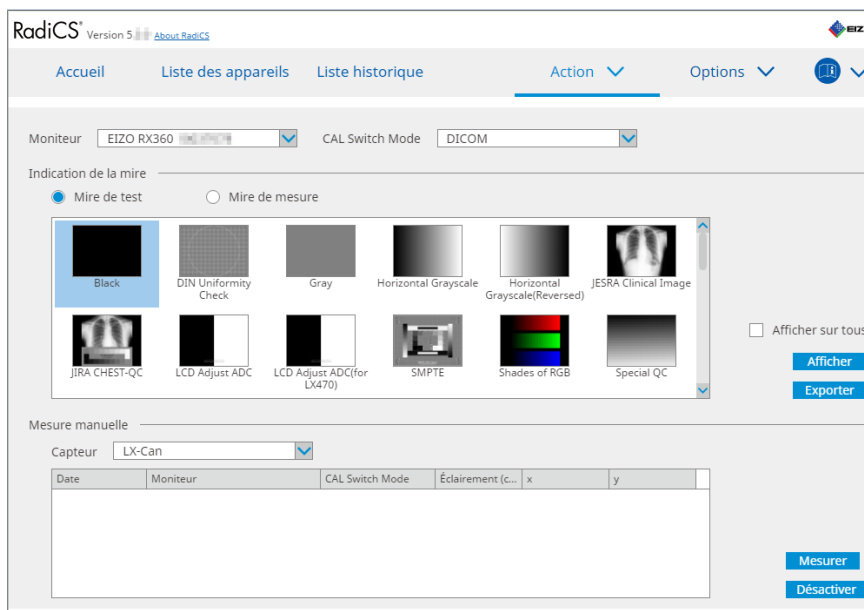 RadiCS® Version 5. About RadiCS EIZ
Accueil Liste des appareils Liste historique Action Options
Moniteur EIZO RX360 CAL Switch Mode DICOM
Indication de la mire
Mire de test Mire de mesure
Black DIN Uniformity Check Gray Horizontal Grayscale Horizontal Grayscale(Reversed) JESRA Clinical Image
JIRA CHEST-QC LCD Adjust ADC LCD Adjust ADC(for LX470) SMPTE Shades of RGB Special QC
Afficher sur tous
Afficher
Exporter
Mesure manuelle
Capteur LX-Can
Date Moniteur CAL Switch Mode Éclairement (c... x y
Mesurer
Désactiver